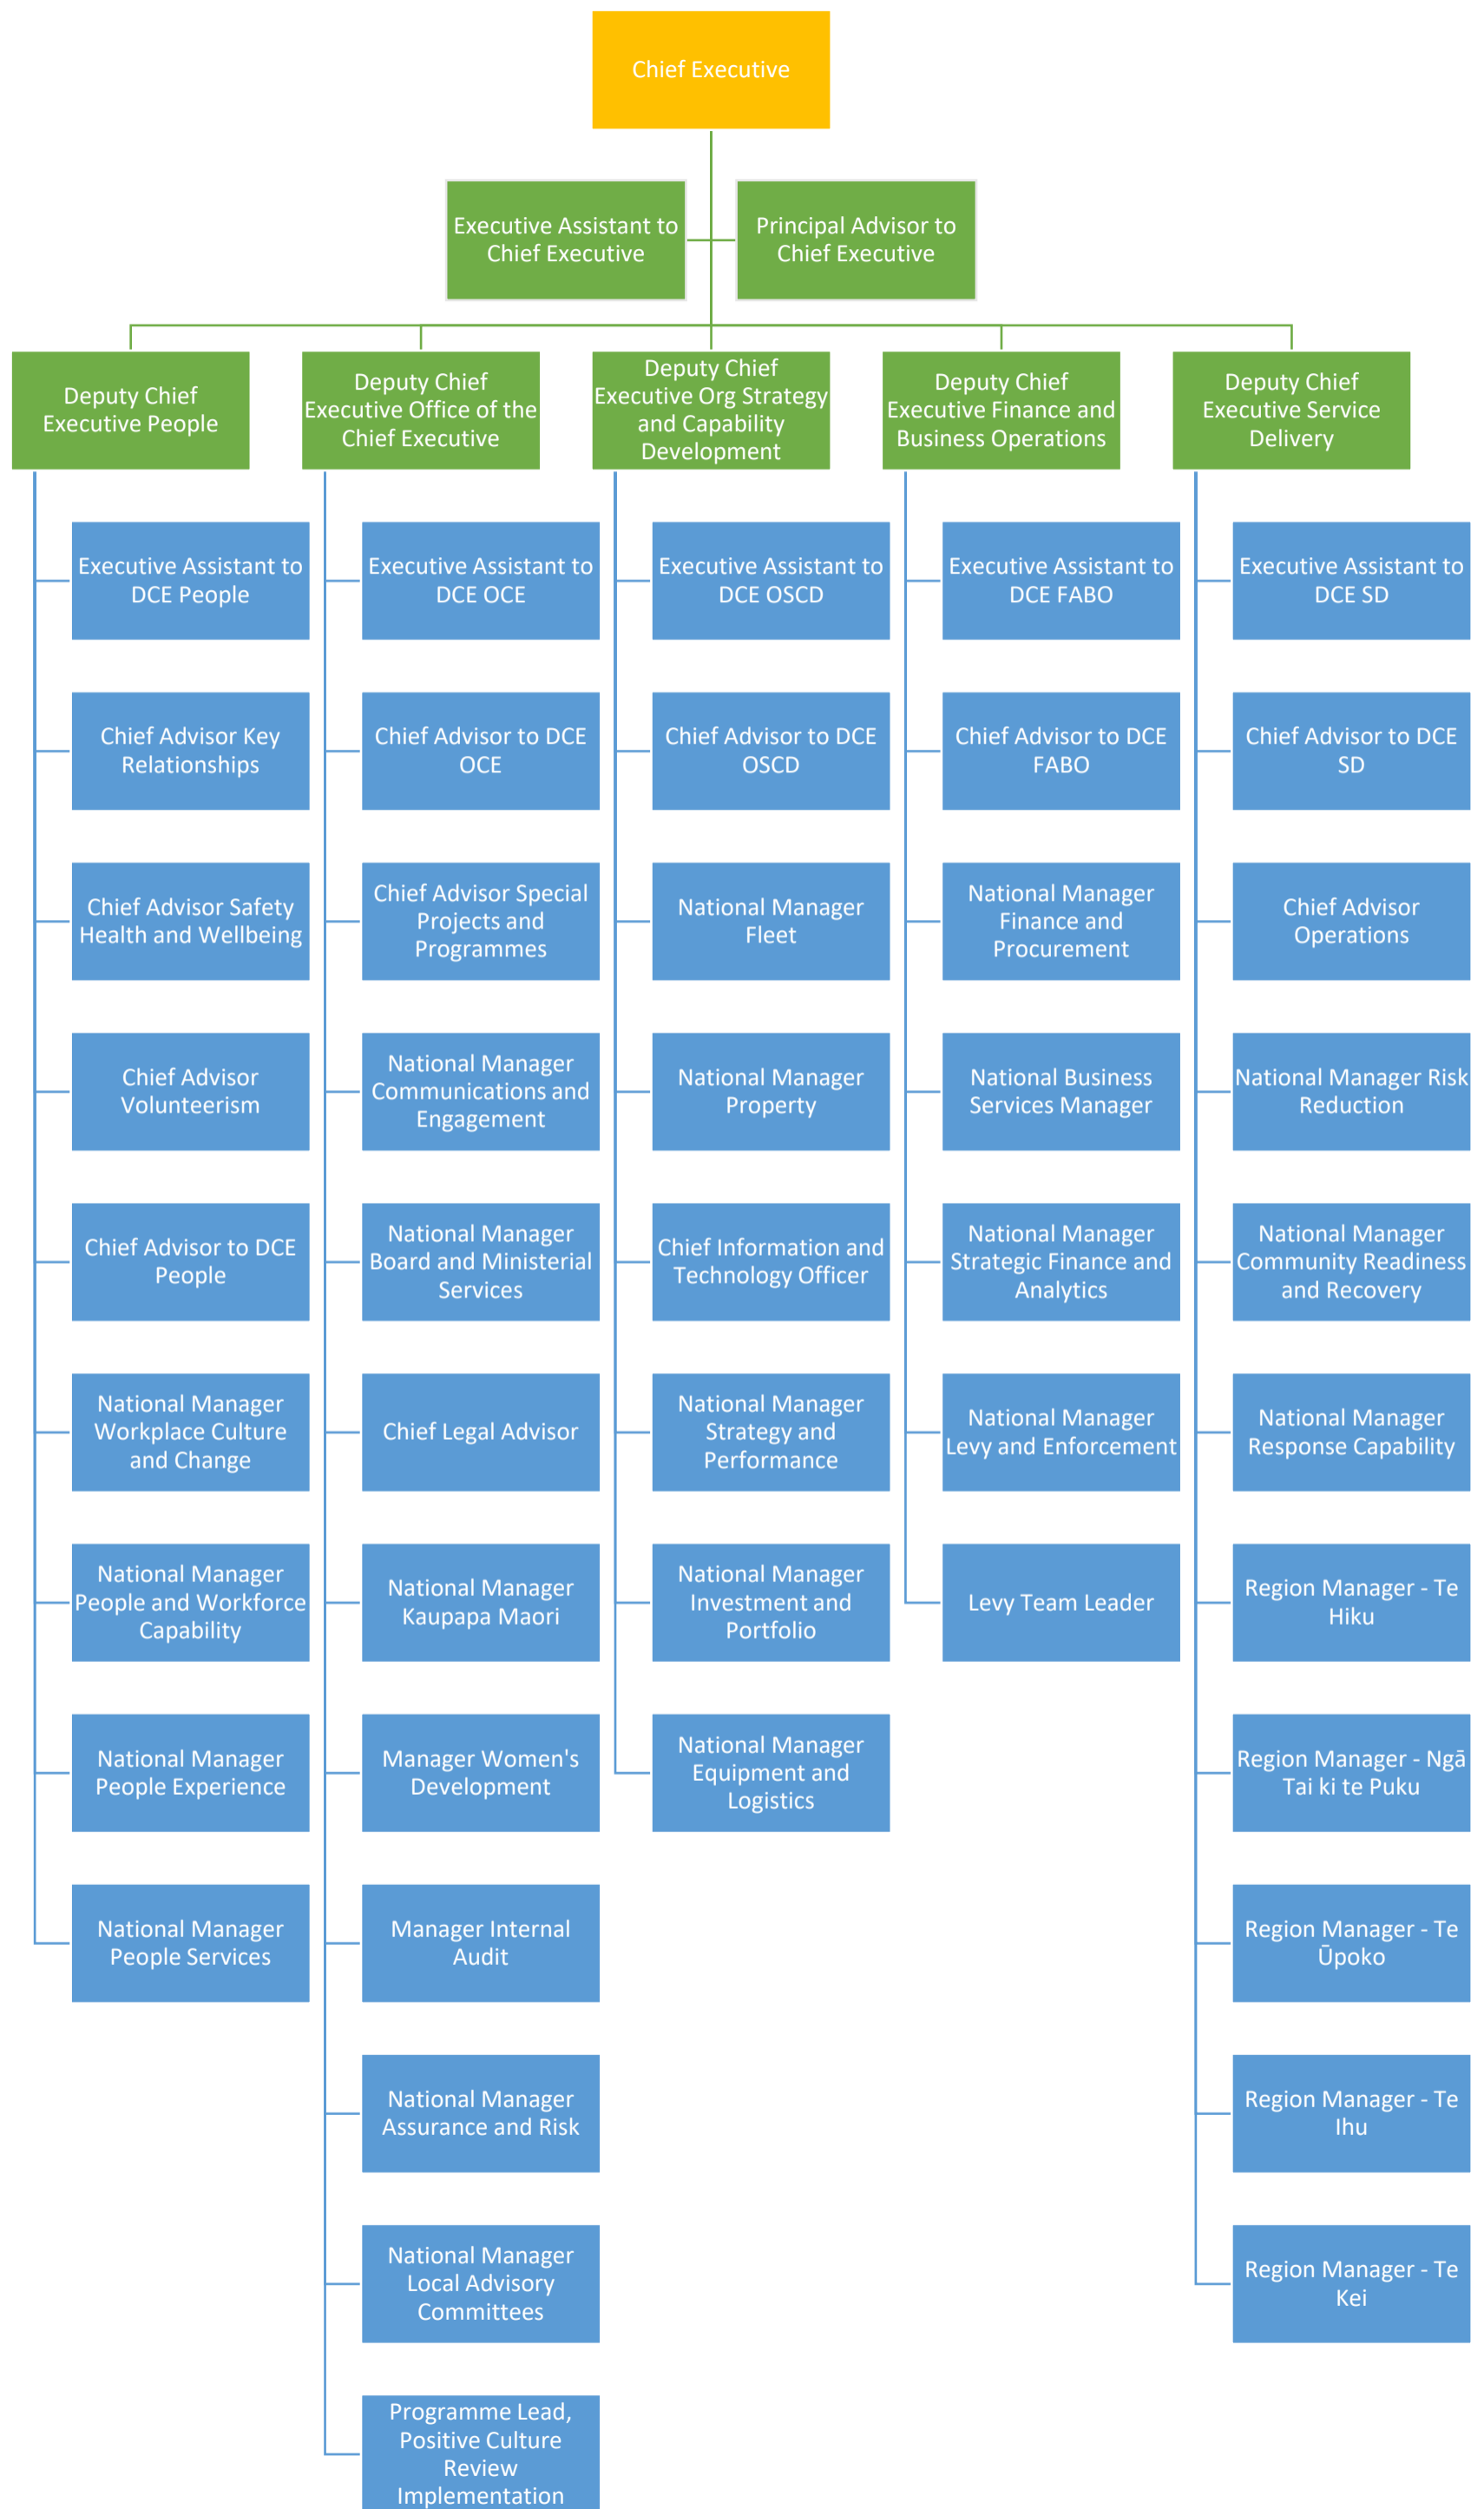 Chief Executive
Executive Assistant to
Chief Executive
Principal Advisor to
Chief Executive
Deputy Chief
Executive People
Executive Assistant to
DCE People
Chief Advisor Key
Relationships
Chief Advisor Safety
Health and Wellbeing
Chief Advisor
Volunteerism
Chief Advisor to DCE
People
National Manager
Workplace Culture
and Change
National Manager
People and Workforce
Capability
National Manager
People Experience
National Manager
People Services
Deputy Chief
Executive Office of the
Chief Executive
Executive Assistant to
DCE OCE
Chief Advisor to DCE
OCE
Chief Advisor Special
Projects and
Programmes
National Manager
Communications and
Engagement
National Manager
Board and Ministerial
Services
Chief Legal Advisor
National Manager
Kaupapa Maori
Manager Women's
Development
Manager Internal
Audit
National Manager
Assurance and Risk
National Manager
Local Advisory
Committees
Programme Lead,
Positive Culture
Review
Implementation
Deputy Chief
Executive Org Strategy
and Capability
Development
Executive Assistant to
DCE OSCD
Chief Advisor to DCE
OSCD
National Manager
Fleet
National Manager
Property
Chief Information and
Technology Officer
National Manager
Strategy and
Performance
National Manager
Investment and
Portfolio
National Manager
Equipment and
Logistics
Deputy Chief
Executive Finance and
Business Operations
Executive Assistant to
DCE FABO
Chief Advisor to DCE
FABO
National Manager
Finance and
Procurement
National Business
Services Manager
National Manager
Strategic Finance and
Analytics
National Manager
Levy and Enforcement
Levy Team Leader
Deputy Chief
Executive Service
Delivery
Executive Assistant to
DCE SD
Chief Advisor to DCE
SD
Chief Advisor
Operations
National Manager Risk
Reduction
National Manager
Community Readiness
and Recovery
National Manager
Response Capability
Region Manager - Te
Hiku
Region Manager - Ngā
Tai ki te Puku
Region Manager - Te
Ūpoko
Region Manager - Te
Ihu
Region Manager - Te
Kei